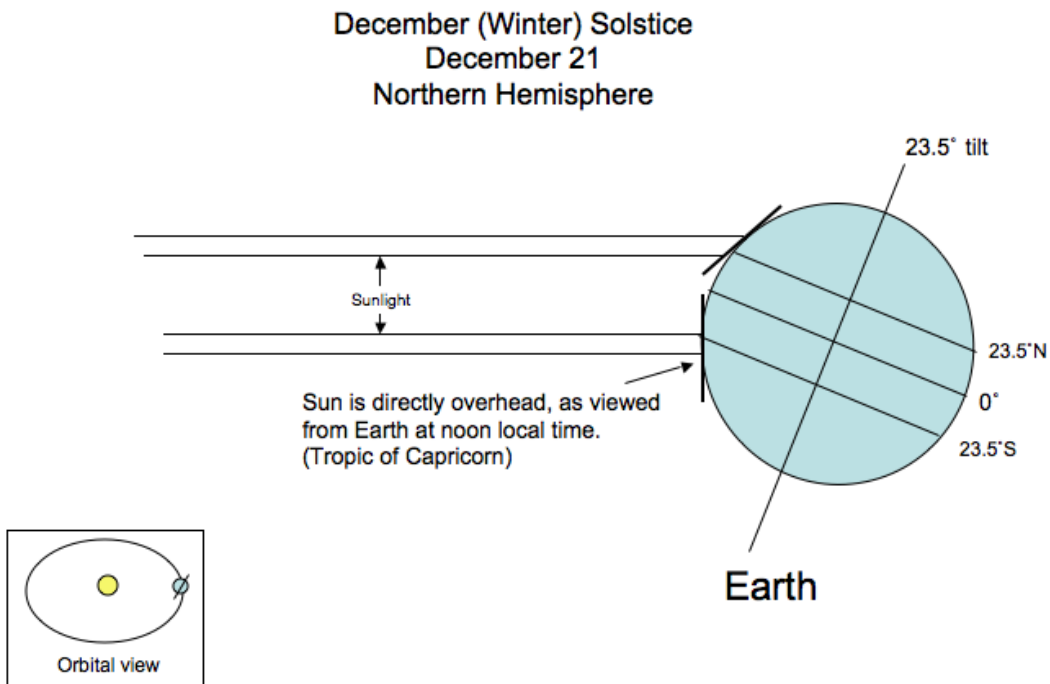 December (Winter) Solstice
December 21
Northern Hemisphere
23.5˚ tilt
Sunlight
23.5˚N
0˚
23.5˚S
Sun is directly overhead, as viewed
from Earth at noon local time.
(Tropic of Capricorn)
Earth
Orbital view